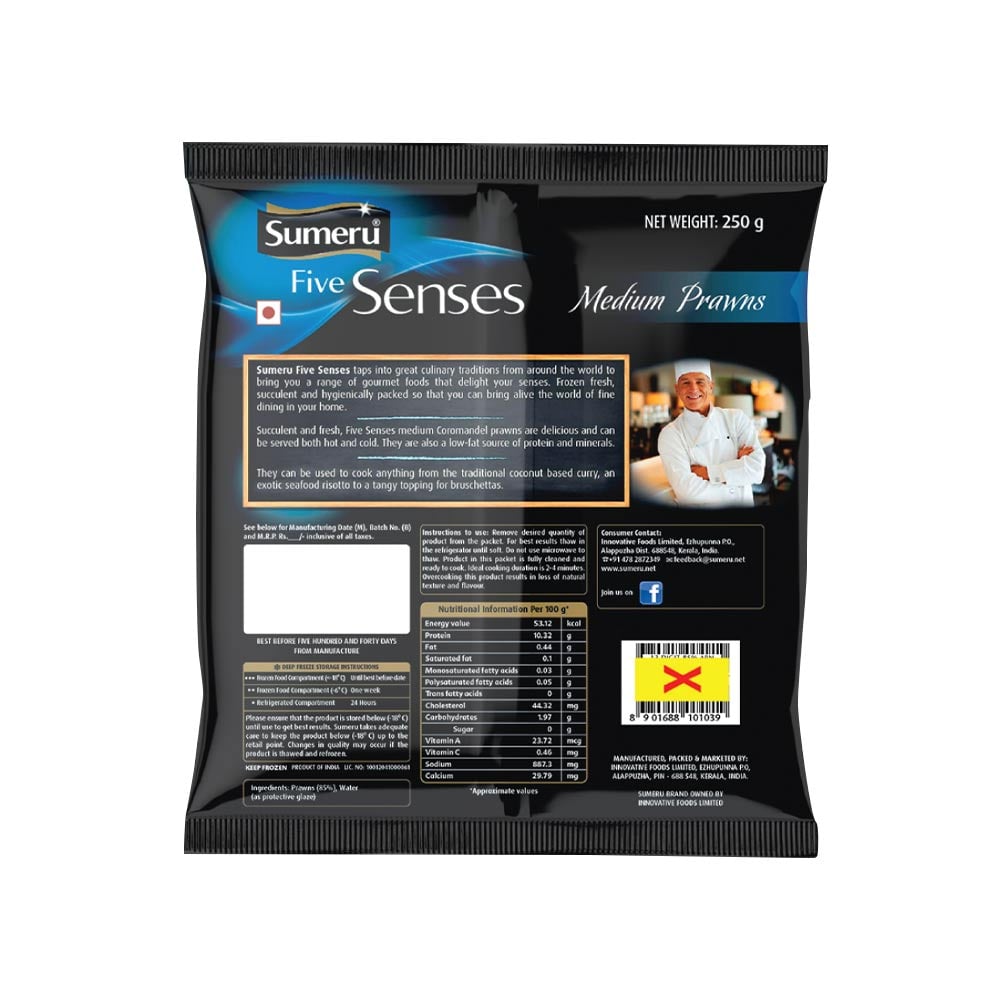 Sumeru®
NET WEIGHT: 250 g
Five Senses
Medium Prawns
Sumeru Five Senses taps into great culinary traditions from around the world to
bring you a range of gourmet foods that delight your senses. Frozen fresh,
succulent and hygienically packed so that you can bring alive the world of fine
dining in your home.
Succulent and fresh, Five Senses medium Coromandel prawns are delicious and can
be served both hot and cold. They are also a low-fat source of protein and minerals.
They can be used to cook anything from the traditional coconut based curry, an
exotic seafood risotto to a tangy topping for bruschettas.
See below for Manufacturing Date (M), Batch No. (B)
and M.R.P. Rs.___/- inclusive of all taxes.
BEST BEFORE FIVE HUNDRED AND FORTY DAYS
FROM MANUFACTURE
DEEP FREEZE STORAGE INSTRUCTIONS
*** Frozen Food Compartment (<-18° C) Until best before date
** Frozen Food Compartment (-6° C) One week
* Refrigerated Compartment 24 Hours
Please ensure that the product is stored below (-18° C)
until use to get best results. Sumeru takes adequate
care to keep the product below (-18° C) up to the
retail point. Changes in quality may occur if the
product is thawed and refrozen.
KEEP FROZEN PRODUCT OF INDIA LIC. NO:
Ingredients: Prawns (85%), Water
(as protective glaze)
Instructions to use: Remove desired quantity of
product from the packet. For best results thaw in
the refrigerator until soft. Do not use microwave to
thaw. Product in this packet is fully cleaned and
ready to cook. Ideal cooking duration is 2-4 minutes.
Overcooking this product results in loss of natural
texture and flavour.
Nutritional Information Per 100 g*
Energy value 53.12 kcal
Protein 10.32 g
Fat 0.44 g
Saturated fat 0.1 g
Monosaturated fatty acids 0.03 g
Polysaturated fatty acids 0.05 g
Trans fatty acids 0 g
Cholesterol 44.32 mg
Carbohydrates 1.97 g
Sugar 0 g
Vitamin A 23.72 mcg
Vitamin C 0.46 mg
Sodium 887.3 mg
Calcium 29.79 mg
*Approximate values
Consumer Contact:
Innovative Foods Limited, Ezhupunna P.O.,
Alappuzha Dist. 688548, Kerala, India.
☎+91 478 2872349 ✉feedback@sumeru.net
www.sumeru.net
Join us on f
8 901688 101039
MANUFACTURED, PACKED & MARKETED BY:
INNOVATIVE FOODS LIMITED, EZHUPUNNA P.O,
ALAPPUZHA, PIN - 688 548, KERALA, INDIA.
SUMERU BRAND OWNED BY
INNOVATIVE FOODS LIMITED